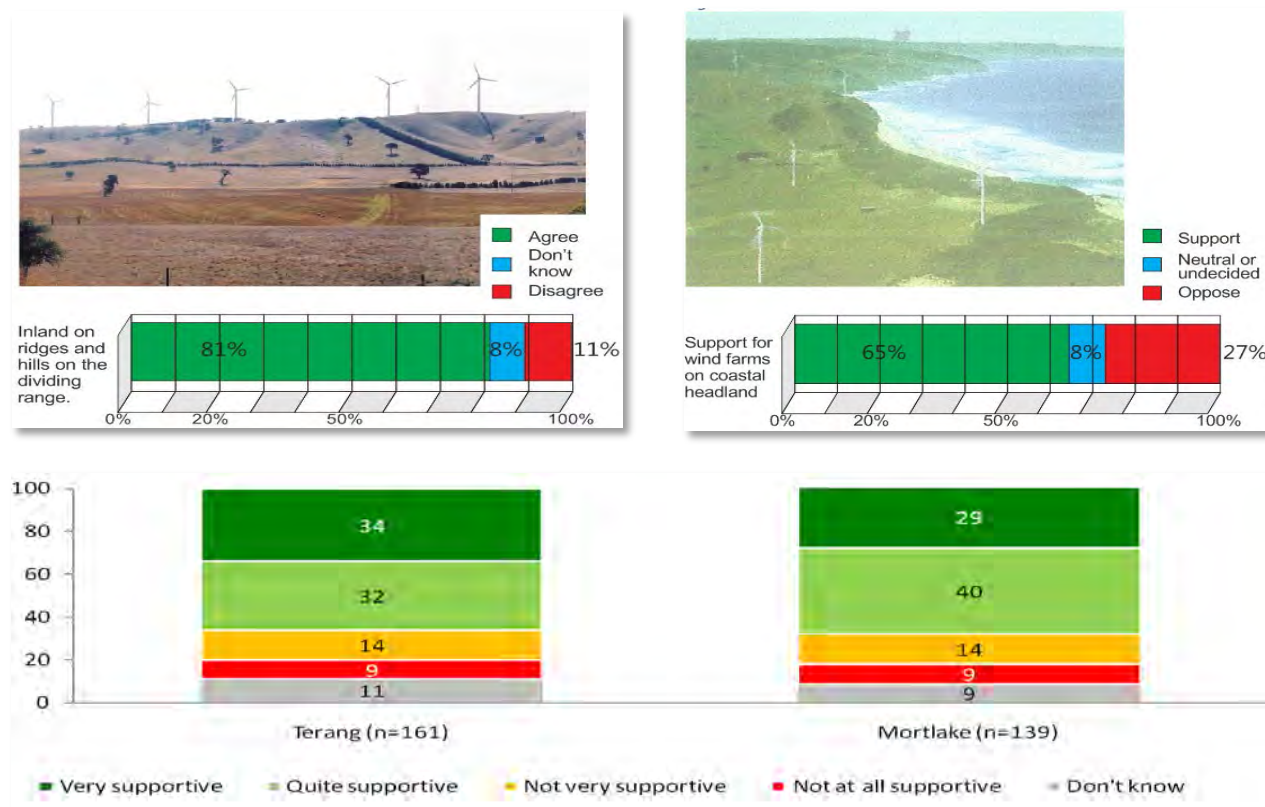 Agree
Don't
know
Disagree
Inland on
ridges and
hills on the
dividing
range.
81%
8%
11%
0%
20%
50%
100%
Support
Neutral or
undecided
Oppose
Support for
wind farms
on coastal
headland
65%
8%
27%
0%
20%
50%
100%
100
80
60
40
20
0
34
32
14
9
11
29
40
14
9
9
Terang (n=161)
Mortlake (n=139)
Very supportive
Quite supportive
Not very supportive
Not at all supportive
Don't know